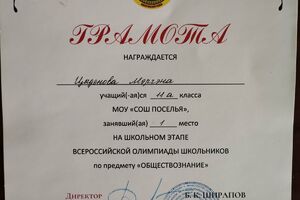 ГРАМОТА
НАГРАЖДАЕТСЯ
Цыденова Мэргэна
учащий(-ая)ся 11а класса
МОУ «СОШ ПОСЕЛЬЯ»,
занявший(ая) 1 место
НА ШКОЛЬНОМ ЭТАПЕ
ВСЕРОССИЙСКОЙ ОЛИМПИАДЫ ШКОЛЬНИКОВ
по предмету «ОБЩЕСТВОЗНАНИЕ»
Директор Б. К. ШИРАПОВ